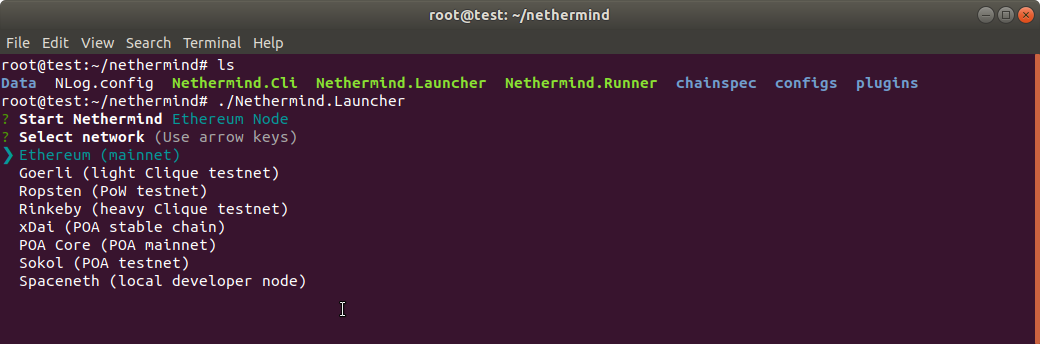 root@test: ~/nethermind
File Edit View Search Terminal Help
root@test:~/nethermind# ls
Data NLog.config Nethermind.Cli Nethermind.Launcher Nethermind.Runner chainspec configs plugins
root@test:~/nethermind# ./Nethermind.Launcher
? Start Nethermind Ethereum Node
? Select network (Use arrow keys)
❯ Ethereum (mainnet)
Goerli (light Clique testnet)
Ropsten (PoW testnet)
Rinkeby (heavy Clique testnet)
xDai (POA stable chain)
POA Core (POA mainnet)
Sokol (POA testnet)
Spaceneth (local developer node)